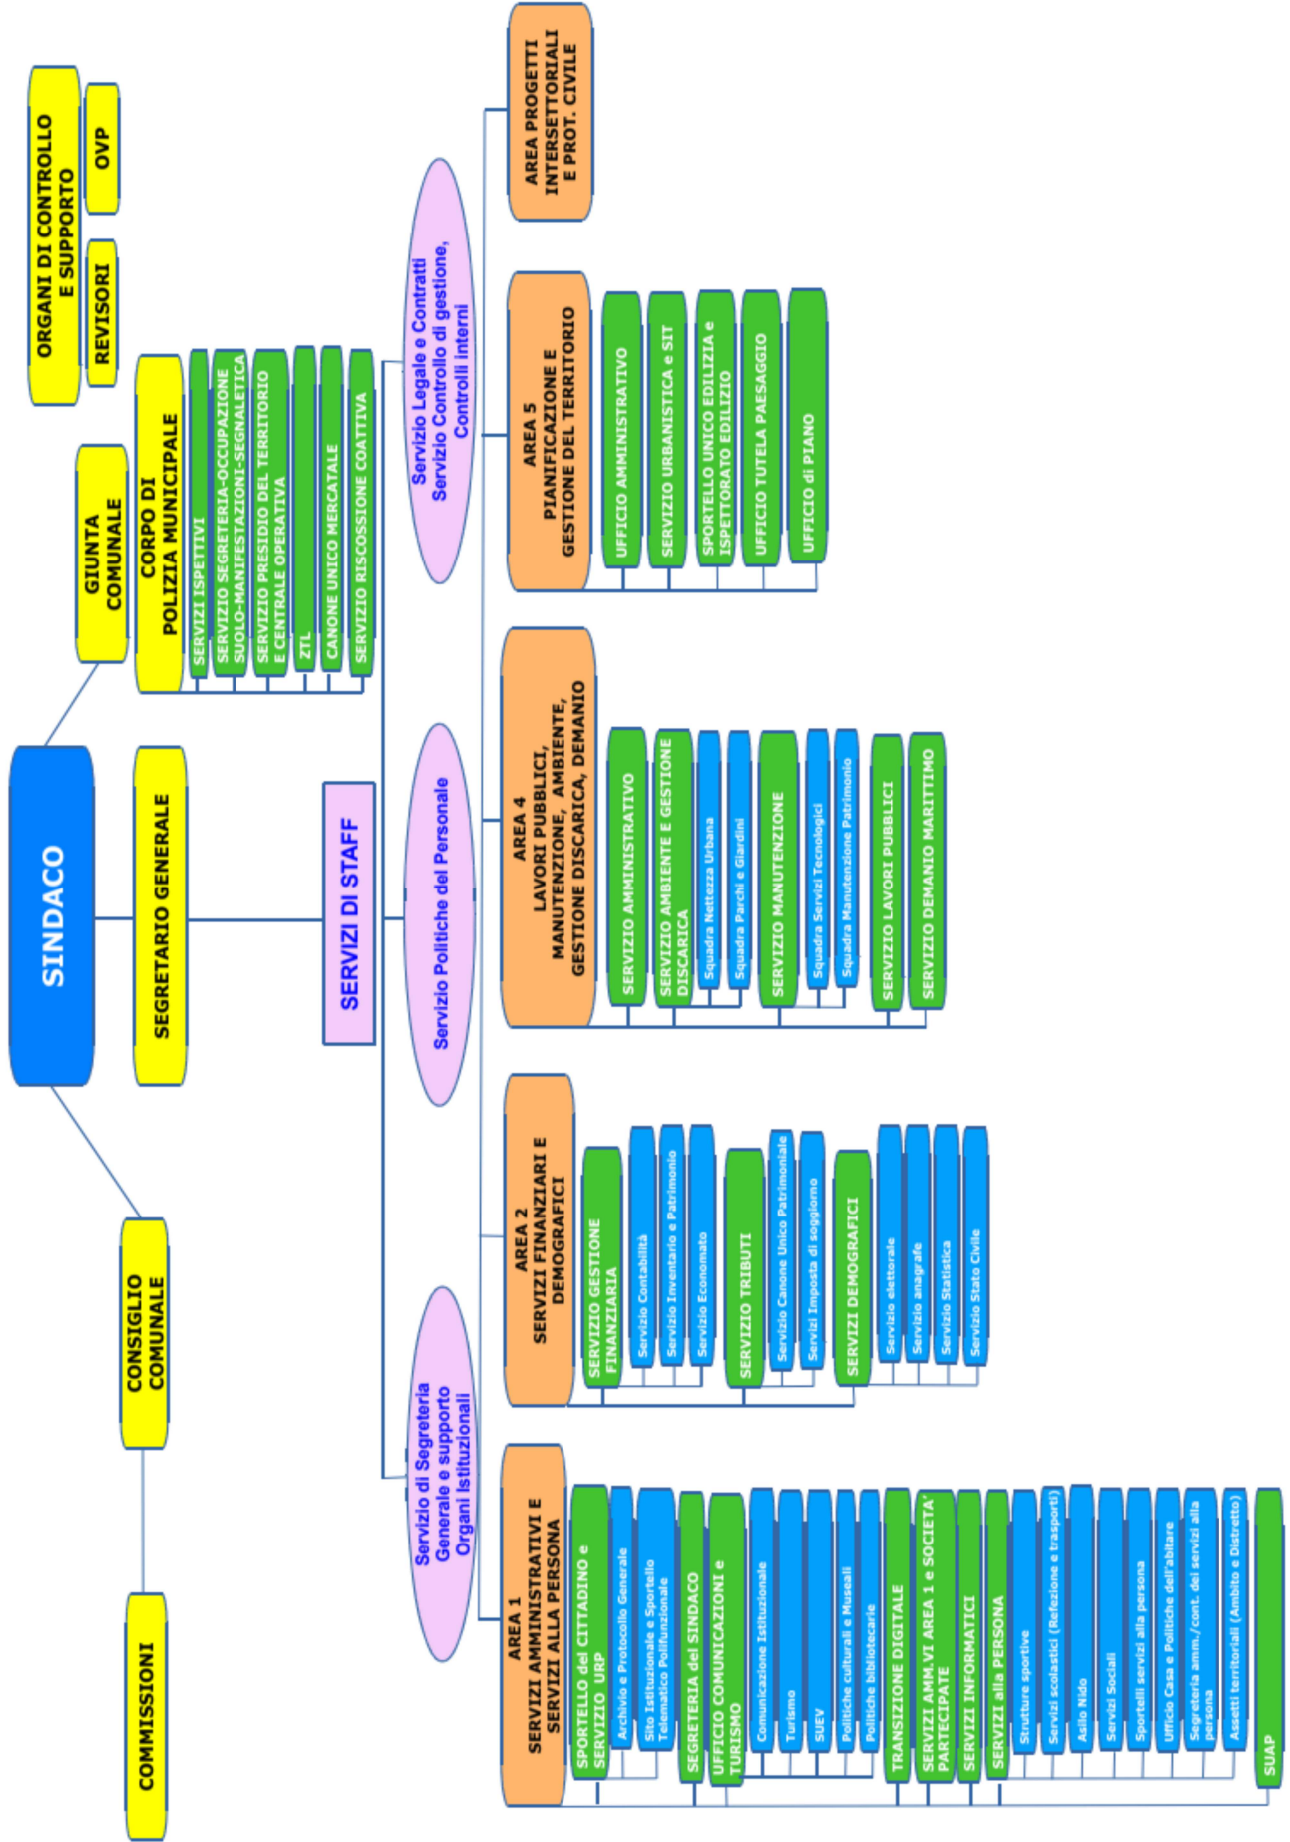 SINDACO
COMMISSIONI
CONSIGLIO
COMUNALE
SEGRETARIO GENERALE
GIUNTA
COMUNALE
ORGANI DI CONTROLLO
E SUPPORTO
REVISORI
OVP
CORPO DI
POLIZIA MUNICIPALE
SERVIZI ISPETTIVI
SERVIZIO SEGRETERIA-OCCUPAZIONE
SUOLO-MANIFESTAZIONI-SEGNALETICA
SERVIZIO PRESIDIO DEL TERRITORIO
E CENTRALE OPERATIVA
ZTL
CANONE UNICO MERCATALE
SERVIZIO RISCOSSIONE COATTIVA
SERVIZI DI STAFF
Servizio di Segreteria
Generale e supporto
Organi Istituzionali
Servizio Politiche del Personale
Servizio Legale e Contratti
Servizio Controllo di gestione,
Controlli interni
AREA 1
SERVIZI AMMINISTRATIVI E
SERVIZI ALLA PERSONA
SPORTELLO del CITTADINO e
SERVIZIO URP
Archivio e Protocollo Generale
Sito Istituzionale e Sportello
Telematico Polifunzionale
SEGRETERIA del SINDACO
UFFICIO COMUNICAZIONI e
TURISMO
Comunicazione Istituzionale
Turismo
SUEV
Politiche culturali e Museali
Politiche bibliotecarie
TRANSIZIONE DIGITALE
SERVIZI AMM.VI AREA 1 e SOCIETA'
PARTECIPATE
SERVIZI INFORMATICI
SERVIZI alla PERSONA
Strutture sportive
Servizi scolastici (Refezione e trasporti)
Asilo Nido
Servizi Sociali
Sportelli servizi alla persona
Ufficio Casa e Politiche dell'abitare
Segreteria amm./cont. dei servizi alla
persona
Assetti territoriali (Ambito e Distretto)
SUAP
AREA 2
SERVIZI FINANZIARI E
DEMOGRAFICI
SERVIZIO GESTIONE
FINANZIARIA
Servizio Contabilità
Servizio Inventario e Patrimonio
Servizio Economato
SERVIZIO TRIBUTI
Servizio Canone Unico Patrimoniale
Servizi Imposta di soggiorno
SERVIZI DEMOGRAFICI
Servizio elettorale
Servizio anagrafe
Servizio Statistica
Servizio Stato Civile
AREA 4
LAVORI PUBBLICI,
MANUTENZIONE, AMBIENTE,
GESTIONE DISCARICA, DEMANIO
SERVIZIO AMMINISTRATIVO
SERVIZIO AMBIENTE E GESTIONE
DISCARICA
Squadra Nettezza Urbana
Squadra Parchi e Giardini
SERVIZIO MANUTENZIONE
Squadra Servizi Tecnologici
Squadra Manutenzione Patrimonio
SERVIZIO LAVORI PUBBLICI
SERVIZIO DEMANIO MARITTIMO
AREA 5
PIANIFICAZIONE E
GESTIONE DEL TERRITORIO
UFFICIO AMMINISTRATIVO
SERVIZIO URBANISTICA e SIT
SPORTELLO UNICO EDILIZIA e
ISPETTORATO EDILIZIO
UFFICIO TUTELA PAESAGGIO
UFFICIO di PIANO
AREA PROGETTI
INTERSETTORIALI
E PROT. CIVILE